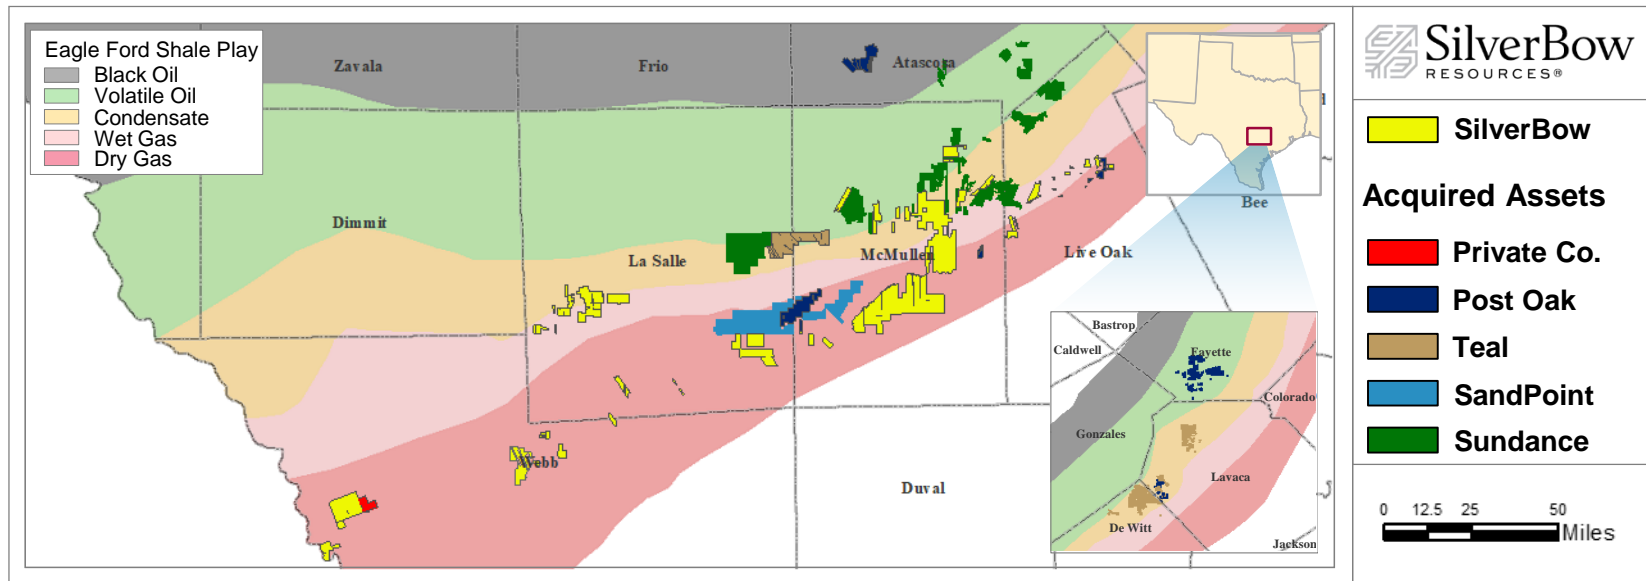 Eagle Ford Shale Play
Black Oil
Volatile Oil
Condensate
Wet Gas
Dry Gas
Zavala
Frio
Atascosa
Dimmit
La Salle
McMullen
Live Oak
Bee
Webb
Duval
Bastrop
Caldwell
Fayette
Colorado
Gonzales
Lavaca
De Witt
Jackson
SilverBow
RESOURCES®
SilverBow
Acquired Assets
Private Co.
Post Oak
Teal
SandPoint
Sundance
0 12.5 25 50
Miles